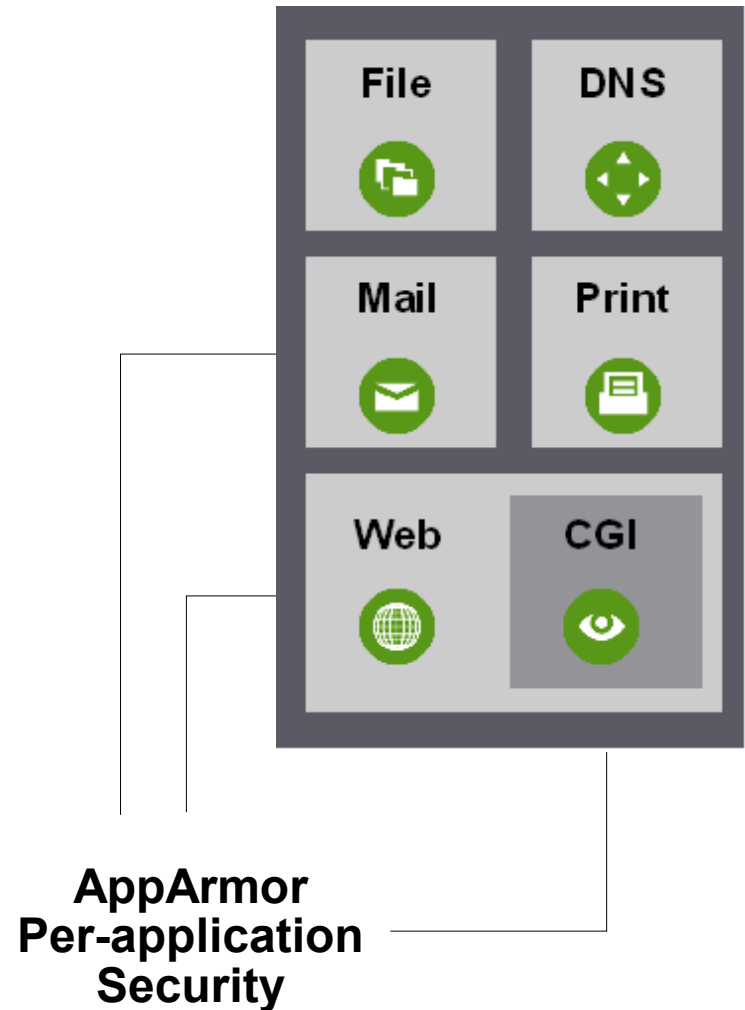 File
DNS
Mail
Print
Web
CGI
AppArmor
Per-application
Security